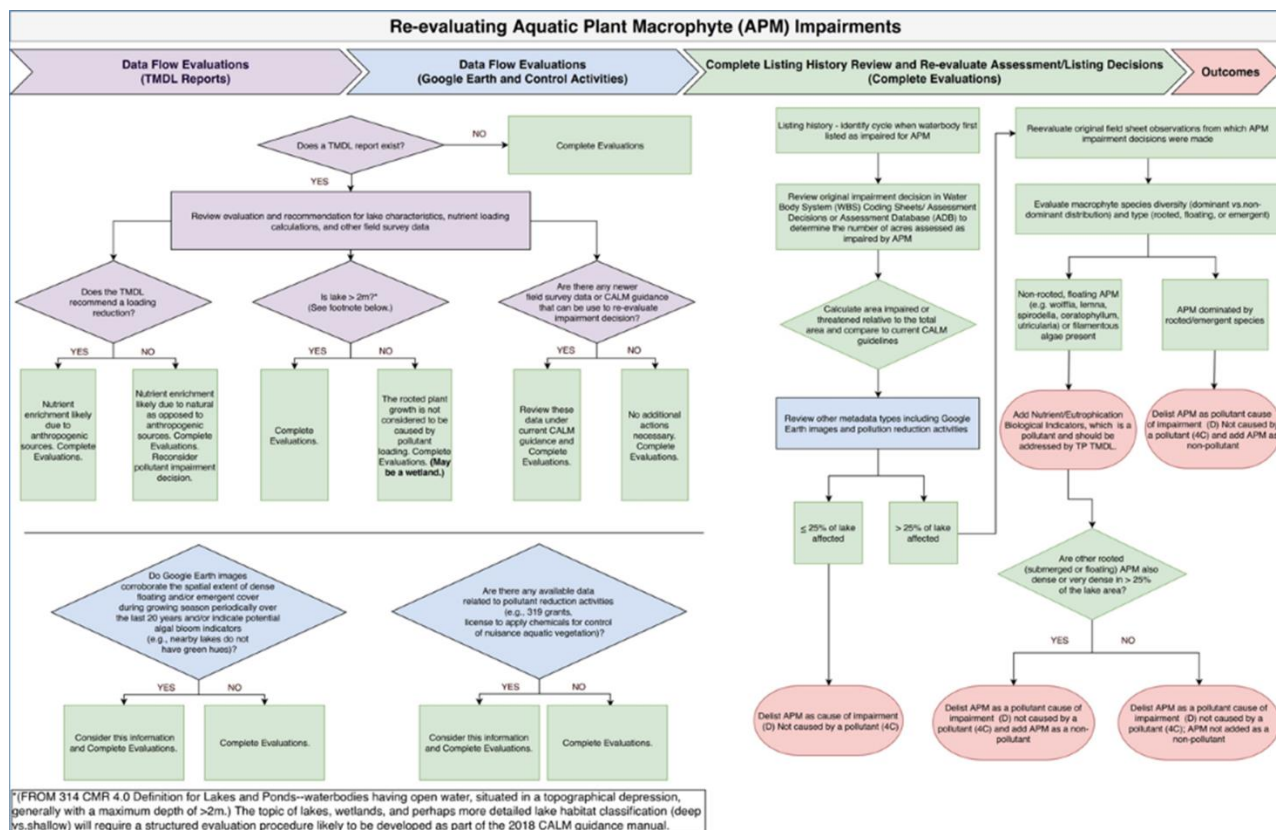 Re-evaluating Aquatic Plant Macrophyte (APM) Impairments
Data Flow Evaluations
(TMDL Reports)
Data Flow Evaluations
(Google Earth and Control Activities)
Complete Listing History Review and Re-evaluate Assessment/Listing Decisions
(Complete Evaluations)
Outcomes
Does a TMDL report exist?
NO
Complete Evaluations
YES
Review evaluation and recommendation for lake characteristics, nutrient loading
calculations, and other field survey data
Does the TMDL
recommend a loading
reduction?
YES
NO
Nutrient
enrichment likely
due to
anthropogenic
sources. Complete
Evaluations.
Nutrient enrichment
likely due to natural
as opposed to
anthropogenic
sources. Complete
Evaluations.
Reconsider
pollutant impairment
decision.
Is lake > 2m?*
(See footnote below.)
YES
NO
Complete
Evaluations.
The rooted plant
growth is not
considered to be
caused by
pollutant
loading. Complete
Evaluations. (May
be a wetland.)
Are there any newer
field survey data or CALM guidance
that can be use to re-evaluate
impairment decision?
YES
NO
Review these
data under
current CALM
guidance and
Complete
Evaluations.
No additional
actions
necessary.
Complete
Evaluations.
Do Google Earth images
corroborate the spatial extent of dense
floating and/or emergent cover
during growing season periodically over
the last 20 years and/or indicate potential
algal bloom indicators
(e.g., nearby lakes do not
have green hues)?
YES
NO
Consider this information
and Complete Evaluations.
Complete Evaluations.
Are there any available data
related to pollutant reduction activities
(e.g., 319 grants,
license to apply chemicals for control
of nuisance aquatic vegetation)?
YES
NO
Consider this information
and Complete Evaluations.
Complete Evaluations.
*(FROM 314 CMR 4.0 Definition for Lakes and Ponds--waterbodies having open water, situated in a topographical depression,
generally with a maximum depth of >2m.) The topic of lakes, wetlands, and perhaps more detailed lake habitat classification (deep
vs.shallow) will require a structured evaluation procedure likely to be developed as part of the 2018 CALM guidance manual.
Listing history - Identify cycle when waterbody first
listed as impaired for APM
Review original impairment decision in Water
Body System (WBS) Coding Sheets/ Assessment
Decisions or Assessment Database (ADB) to
determine the number of acres assessed as
impaired by APM
Calculate area impaired or
threatened relative to the total
area and compare to current CALM
guidelines
Review other metadata types including Google
Earth images and pollution reduction activities
≤ 25% of lake
affected
> 25% of lake
affected
Delist APM as cause of impairment
(D) Not caused by a pollutant (4C)
Reevaluate original field sheet observations from which APM
impairment decisions were made
Evaluate macrophyte species diversity (dominant vs.non-
dominant distribution) and type (rooted, floating, or emergent)
Non-rooted, floating APM
(e.g. wolffia, lemna,
spirodella, ceratophyllum,
utricularia) or filamentous
algae present
APM dominated by
rooted/emergent species
Add Nutrient/Eutrophication
Biological Indicators, which is a
pollutant and should be
addressed by TP TMDL.
Delist APM as pollutant cause
of impairment (D) Not caused by
a pollutant (4C) and add APM as
non-pollutant
Are other rooted
(submerged or floating) APM also
dense or very dense in > 25%
of the lake area?
YES
NO
Delist APM as a pollutant cause of
impairment (D) not caused by a
pollutant (4C) and add APM as a non-
pollutant
Delist APM as a pollutant cause of
impairment (D) not caused by a
pollutant (4C); APM not added as a
non-pollutant